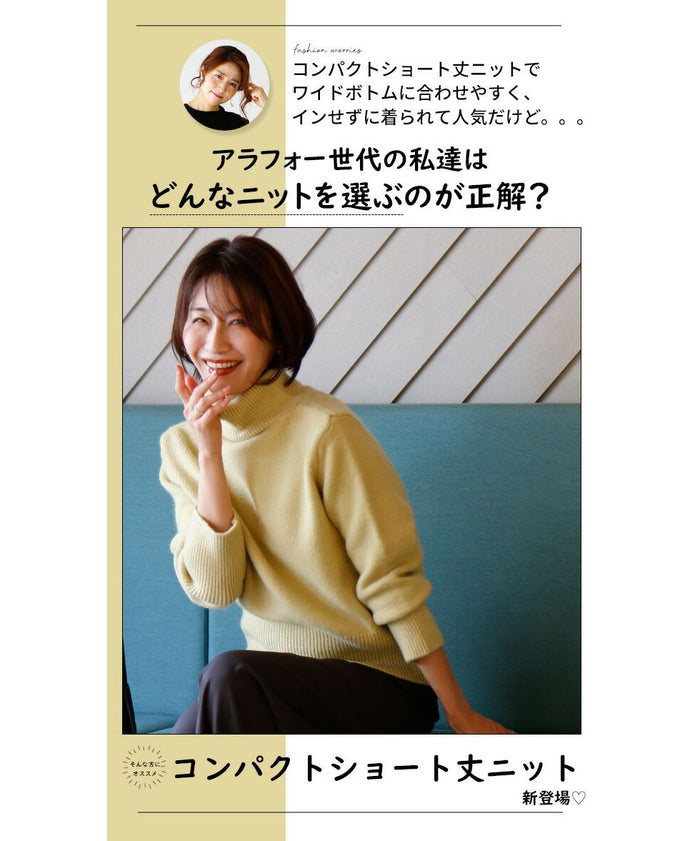 fashion worries
コンパクトショート丈ニットで
ワイドボトムに合わせやすく、
インせずに着られて人気だけど。。。
アラフォー世代の私達は
どんなニットを選ぶのが正解？
そんな方に
オススメ
コンパクトショート丈ニット
新登場♡